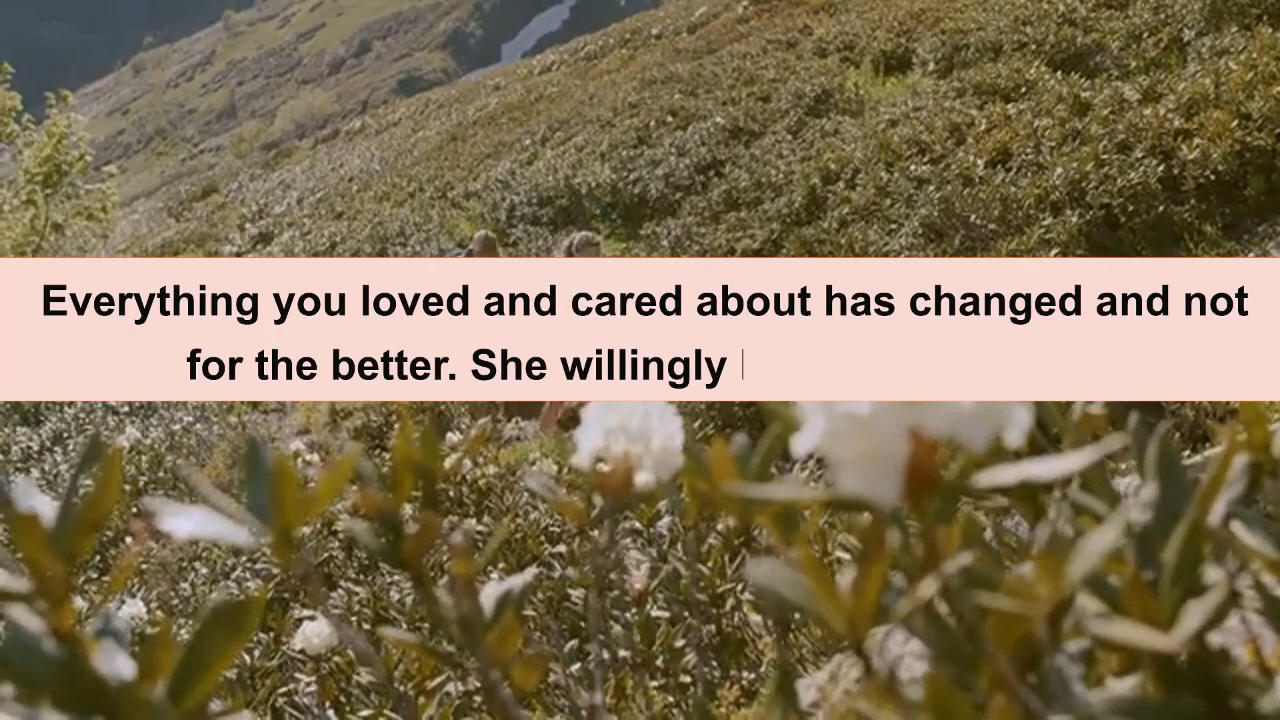 Everything you loved and cared about has changed and not
for the better. She willingly